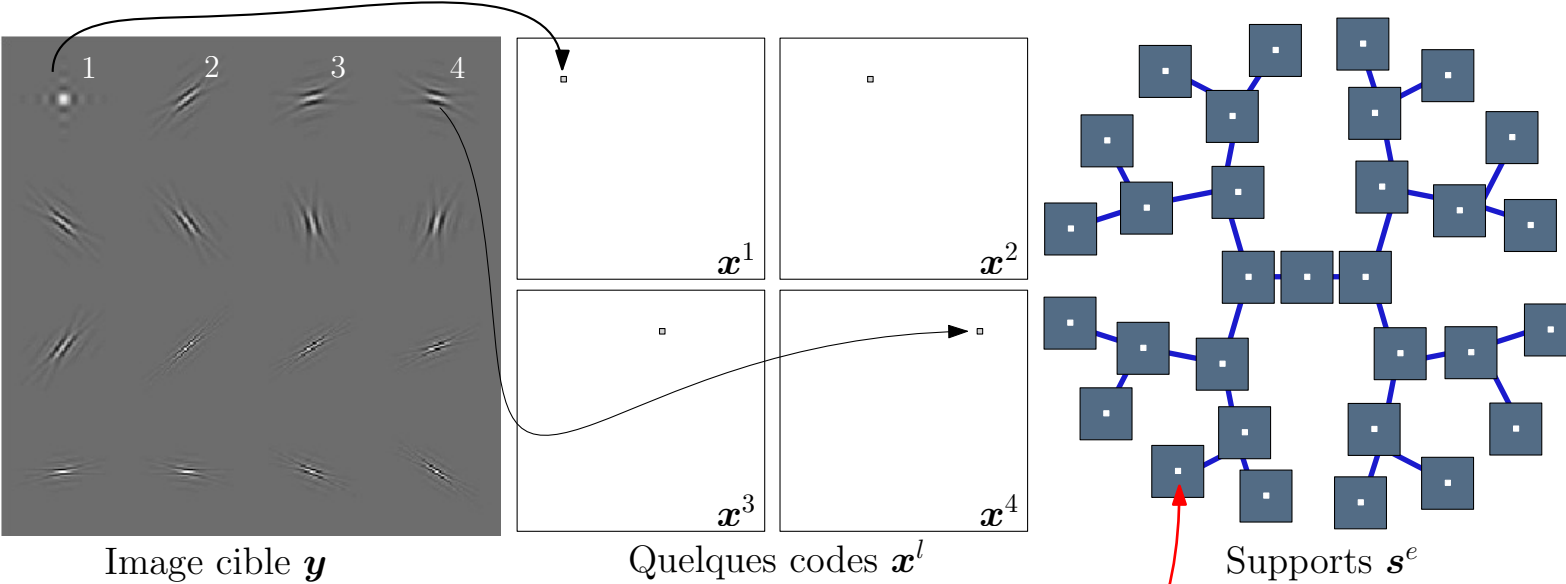 1 2 3 4
x¹ x²
x³ x⁴
Image cible y
Quelques codes xˡ
Supports sᵉ